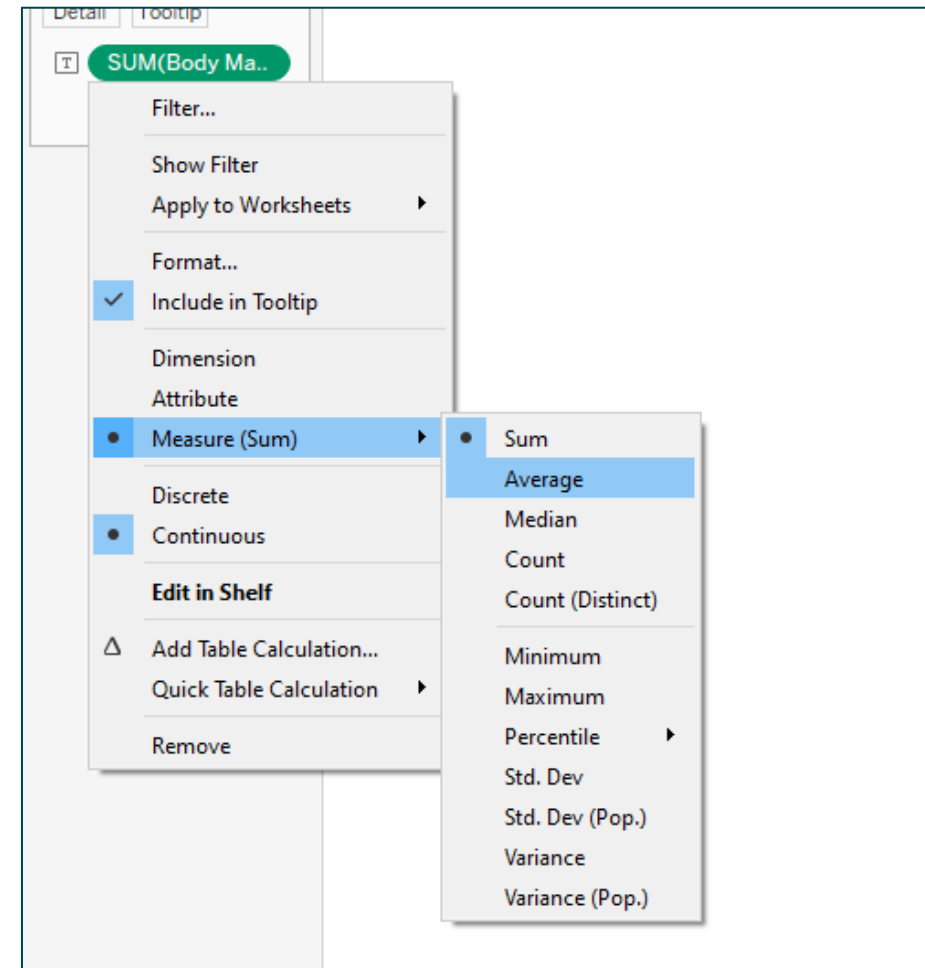 Detail Tooltip
T SUM(Body Ma..
Filter...
Show Filter
Apply to Worksheets
Format...
Include in Tooltip
Dimension
Attribute
Measure (Sum)
Discrete
Continuous
Edit in Shelf
Add Table Calculation...
Quick Table Calculation
Remove
Sum
Average
Median
Count
Count (Distinct)
Minimum
Maximum
Percentile
Std. Dev
Std. Dev (Pop.)
Variance
Variance (Pop.)